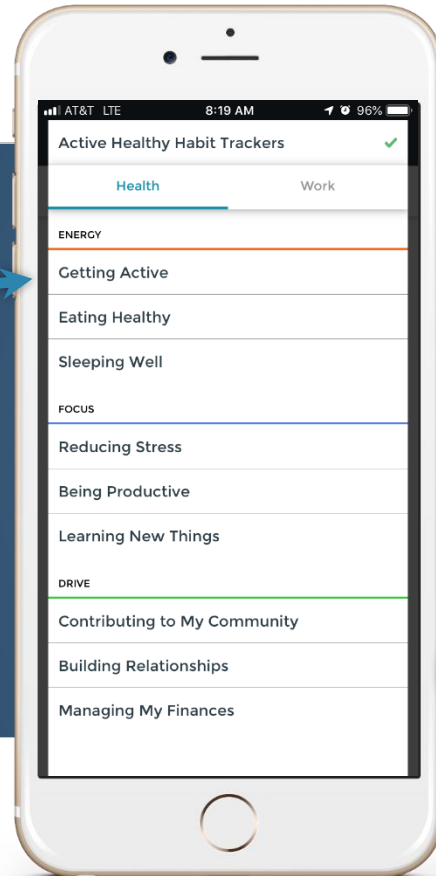 AT&T LTE 8:19 AM 96%
Active Healthy Habit Trackers
Health Work
ENERGY
Getting Active
Eating Healthy
Sleeping Well
FOCUS
Reducing Stress
Being Productive
Learning New Things
DRIVE
Contributing to My Community
Building Relationships
Managing My Finances